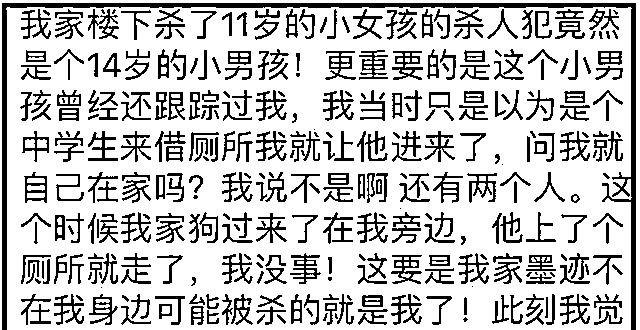 我家楼下杀了11岁的小女孩的杀人犯竟然
是个14岁的小男孩！更重要的是这个小男
孩曾经还跟踪过我，我当时只是以为是个
中学生来借厕所我就让他进来了，问我就
自己在家吗？我说不是啊 还有两个人。这
个时候我家狗过来了在我旁边，他上了个
厕所就走了，我没事！这要是我家墨迹不
在我身边可能被杀的就是我了！此刻我觉